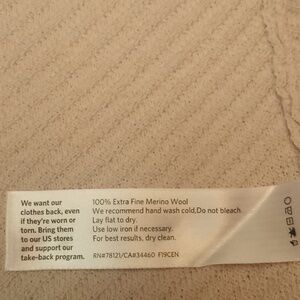 We want our
clothes back, even
if they're worn or
torn. Bring them
to our US stores
and support our
take-back program.
100% Extra Fine Merino Wool
We recommend hand wash cold,Do not bleach
Lay flat to dry.
Use low iron if necessary.
For best results, dry clean.
RN#78121/CA#34460 F19CEN